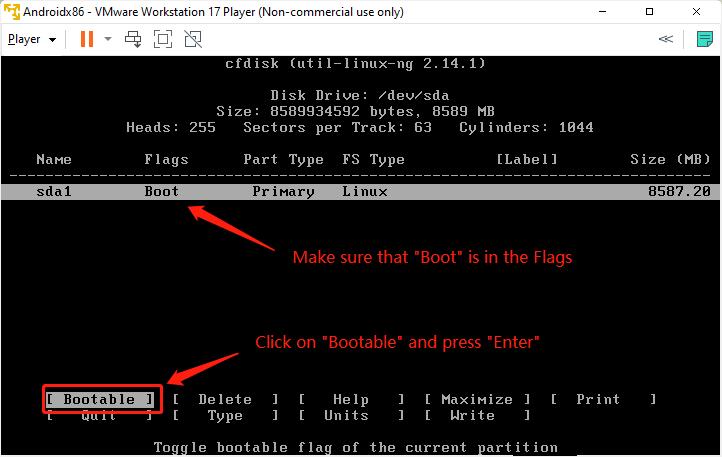 Androidx86 - VMware Workstation 17 Player (Non-commercial use only)
Player
cfdisk (util-linux-ng 2.14.1)
Disk Drive: /dev/sda
Size: 8589934592 bytes, 8589 MB
Heads: 255 Sectors per Track: 63 Cylinders: 1044
Name Flags Part Type FS Type [Label] Size (MB)
sda1 Boot Primary Linux 8587.20
Make sure that "Boot" is in the Flags
Click on "Bootable" and press "Enter"
[ Bootable ] [ Delete ] [ Help ] [ Maximize ] [ Print ]
[ Quit ] [ Type ] [ Units ] [ Write ]
Toggle bootable flag of the current partition